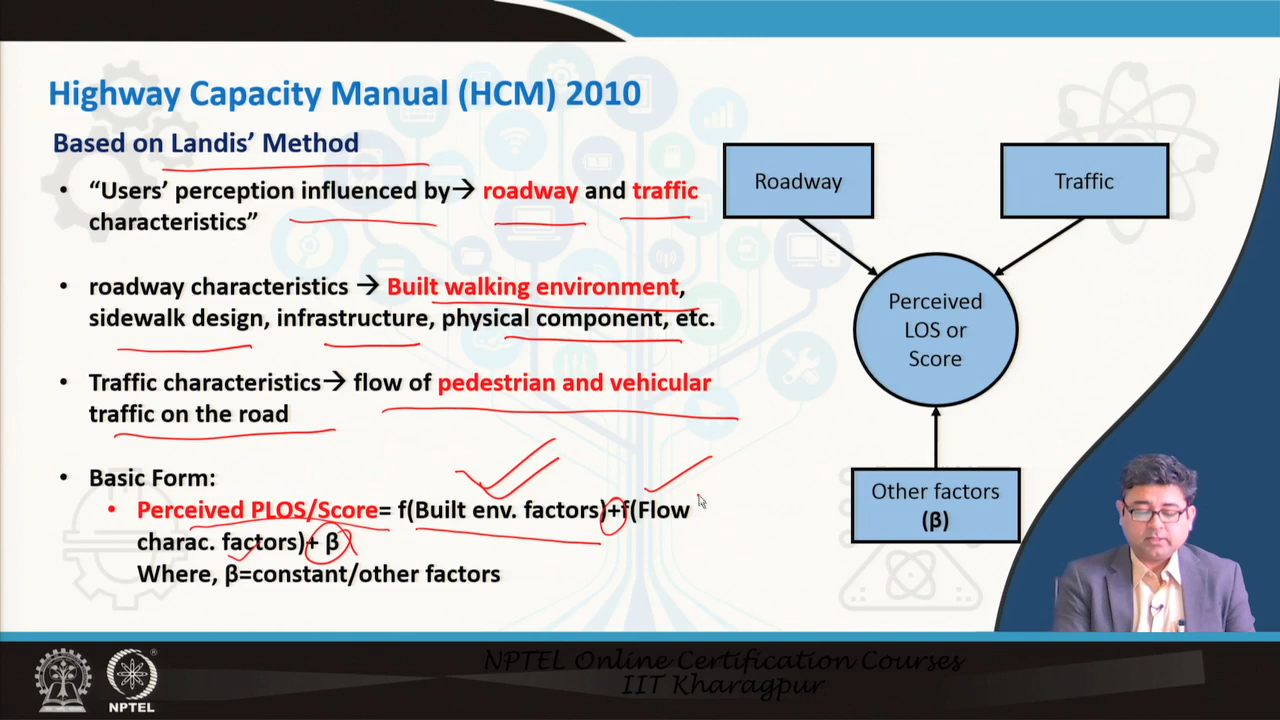 Highway Capacity Manual (HCM) 2010
Based on Landis' Method
• “Users' perception influenced by→ roadway and traffic
characteristics”
• roadway characteristics → Built walking environment,
sidewalk design, infrastructure, physical component, etc.
• Traffic characteristics→ flow of pedestrian and vehicular
traffic on the road
• Basic Form:
• Perceived PLOS/Score= f(Built env. factors)+f(Flow
charac. factors)+ β
Where, β=constant/other factors
Roadway
Traffic
Perceived
LOS or
Score
Other factors
(β)
NPTEL Online Certification Courses
IIT Kharagpur
NPTEL